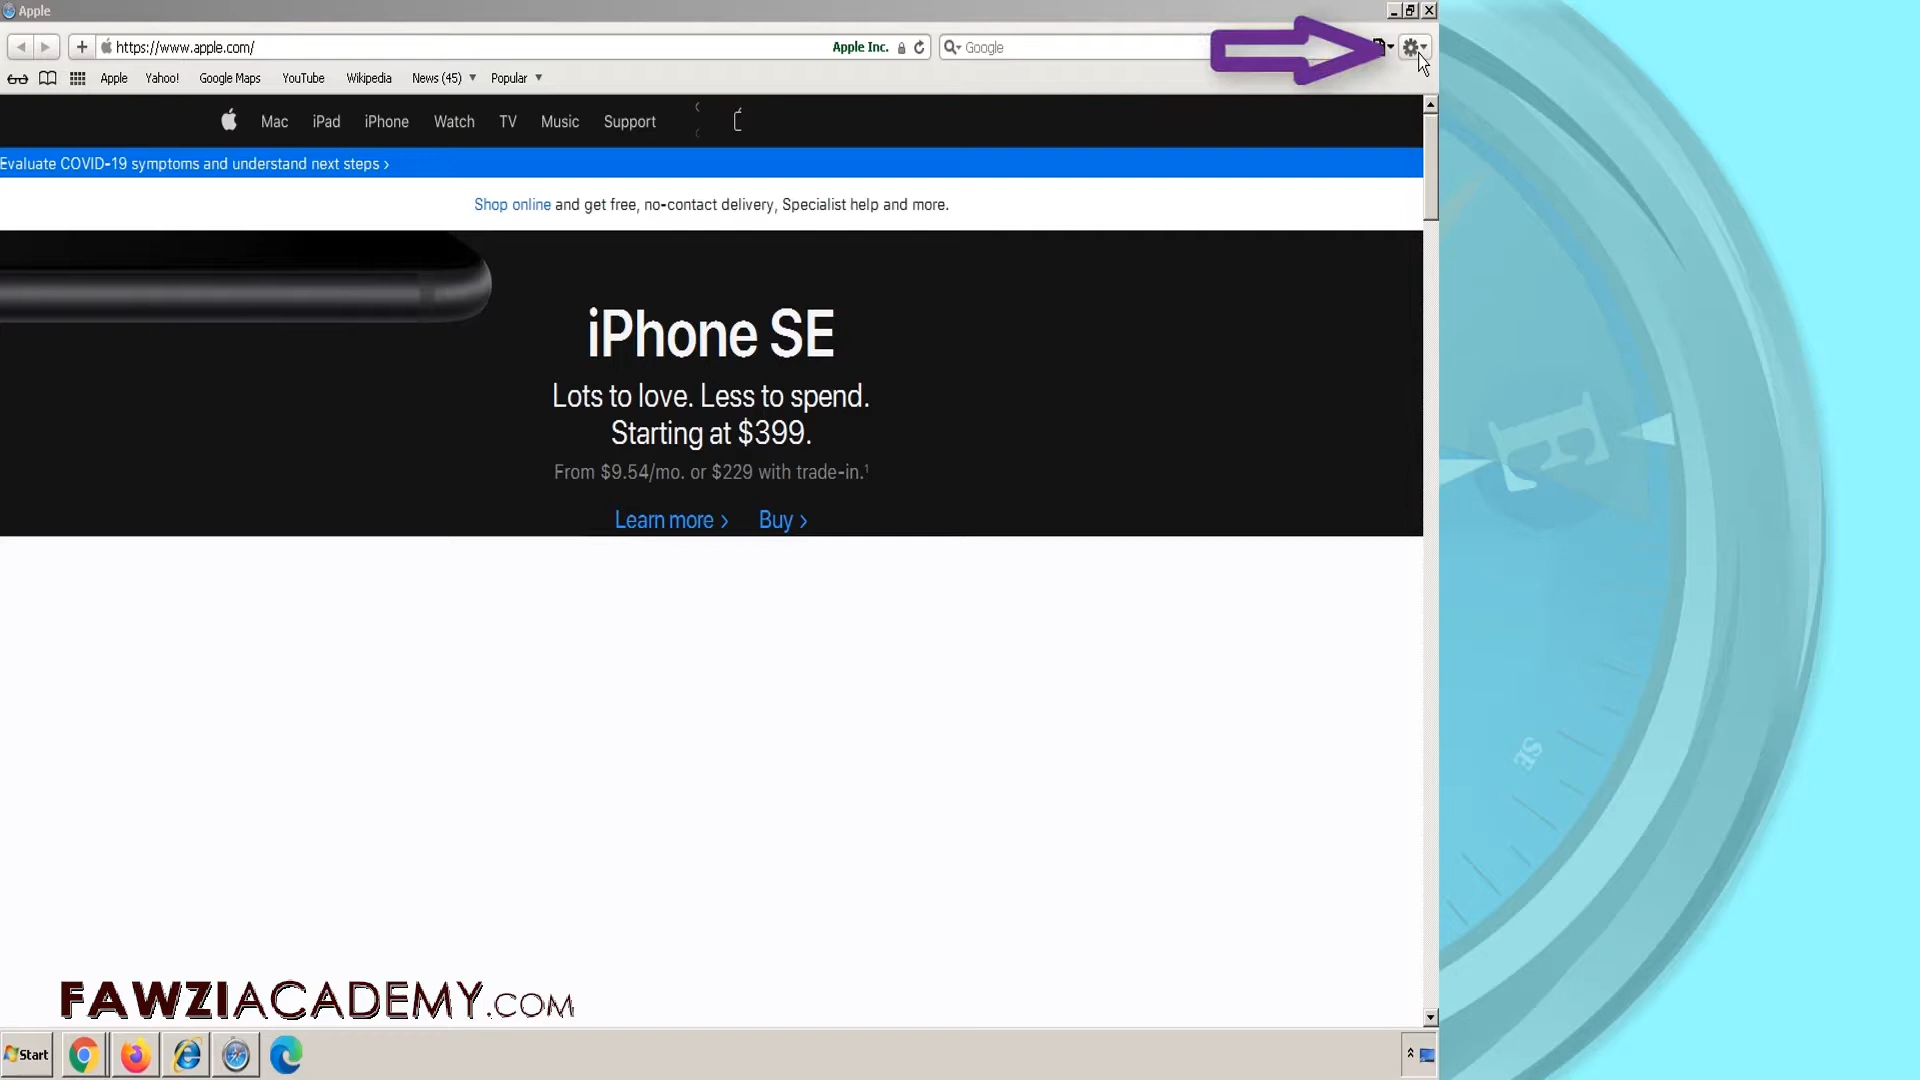 Apple
https://www.apple.com/
Apple Inc.
Google
Apple
Yahoo!
Google Maps
YouTube
Wikipedia
News (45)
Popular
Mac
iPad
iPhone
Watch
TV
Music
Support
Evaluate COVID-19 symptoms and understand next steps ›
Shop online and get free, no-contact delivery, Specialist help and more.
iPhone SE
Lots to love. Less to spend.
Starting at $399.
From $9.54/mo. or $229 with trade-in.¹
Learn more ›
Buy ›
E
SE
FAWZIACADEMY.COM
Start